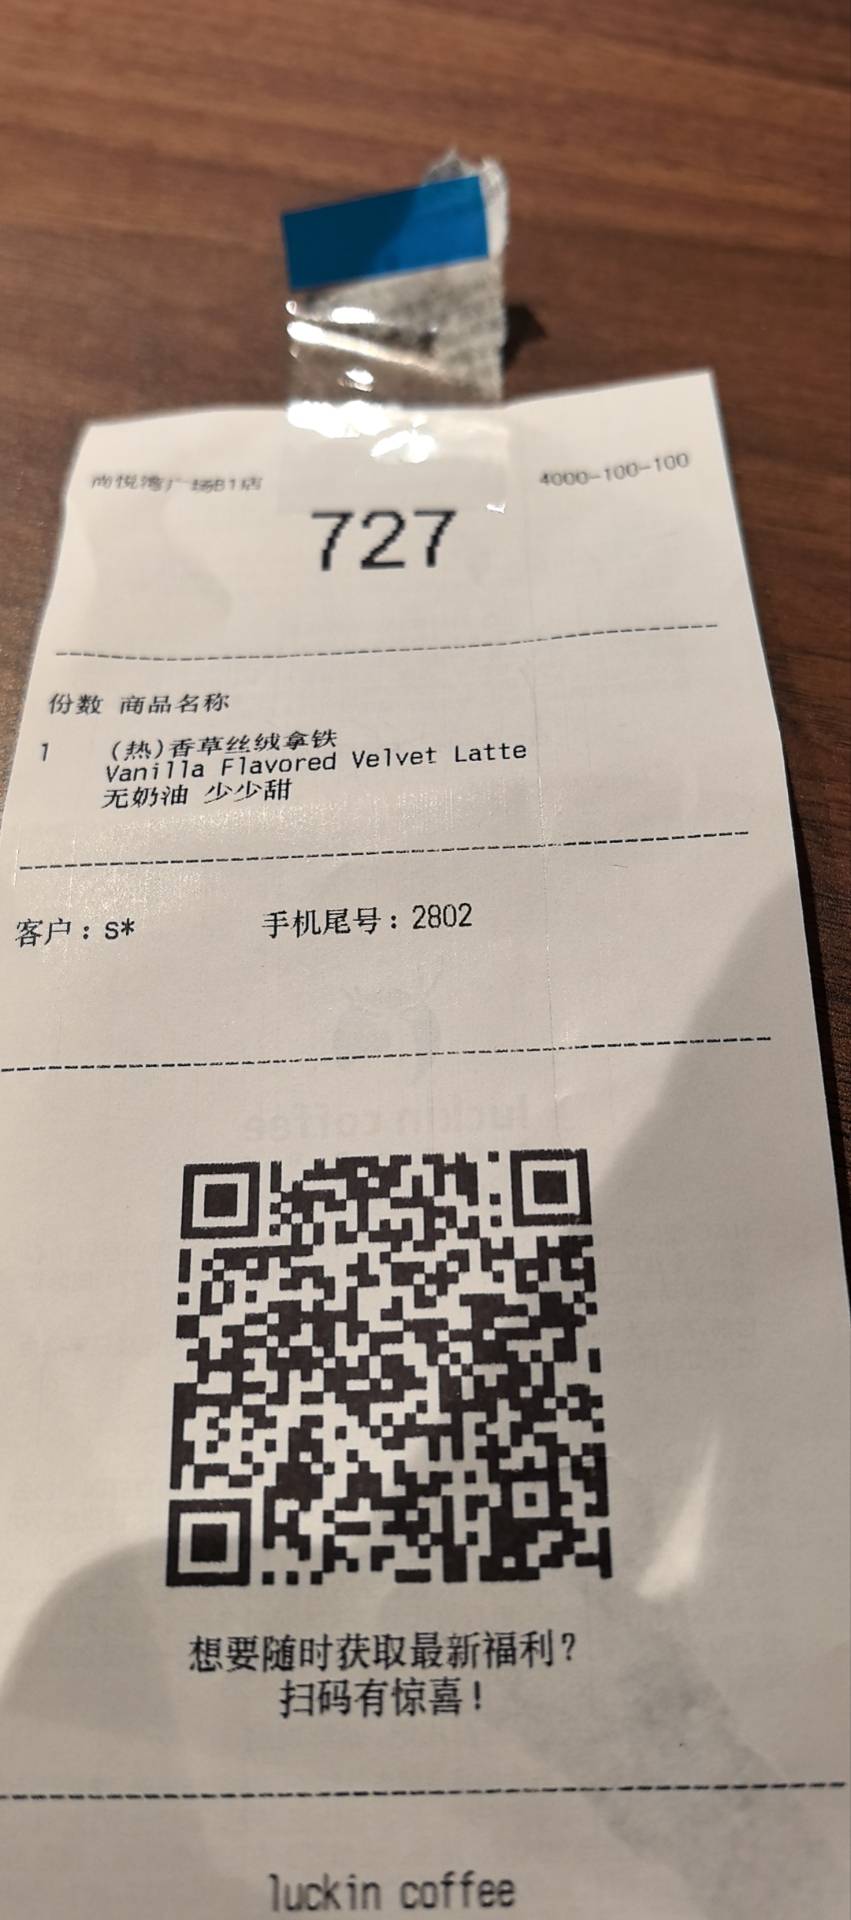 尚悦湾广场B1店 4000-100-100
727
份数 商品名称
1 (热)香草丝绒拿铁
Vanilla Flavored Velvet Latte
无奶油 少少甜
客户：S* 手机尾号：2802
luckin coffee
想要随时获取最新福利？
扫码有惊喜！
luckin coffee